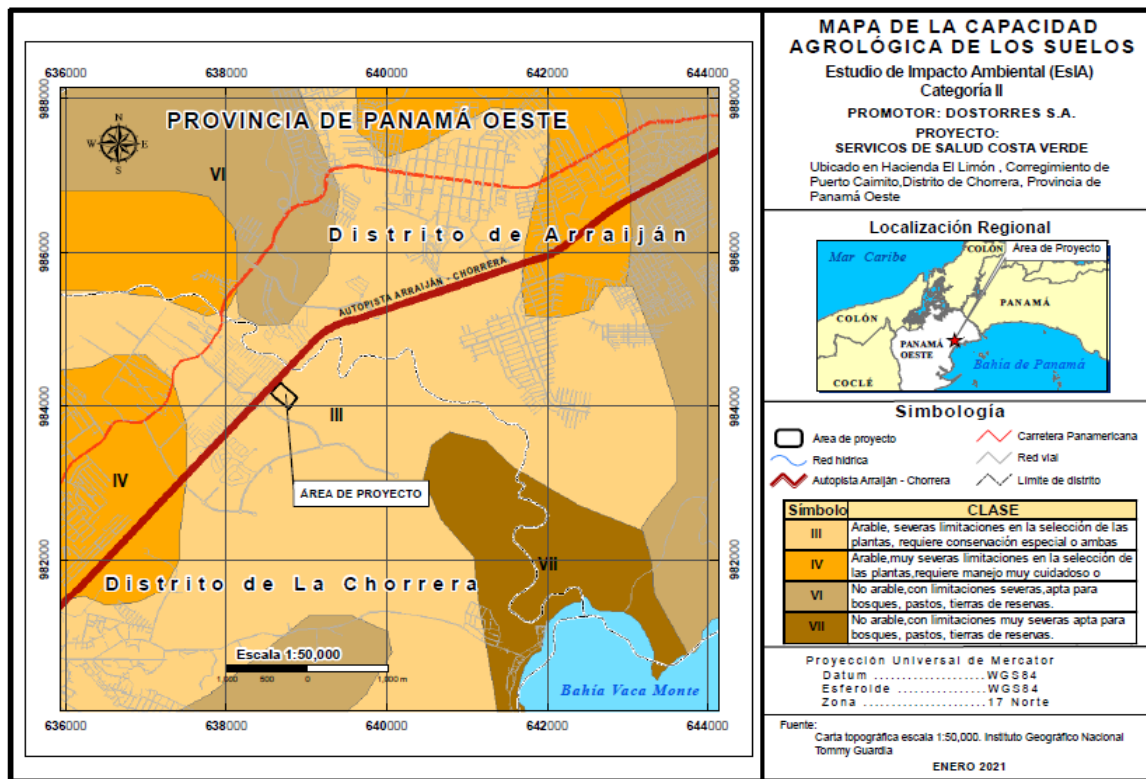 636000
638000
640000
642000
644000
988000
988000
PROVINCIA DE PANAMÁ OESTE
N
W
E
S
VI
Distrito de Arraiján
986000
986000
AUTOPISTA ARRAIJÁN - CHORRERA
984000
984000
III
IV
ÁREA DE PROYECTO
982000
982000
VII
Distrito de La Chorrera
Escala 1:50,000
1,000
500
0
1,000 m
Bahía Vaca Monte
636000
638000
640000
642000
644000
MAPA DE LA CAPACIDAD
AGROLÓGICA DE LOS SUELOS
Estudio de Impacto Ambiental (EsIA)
Categoría II
PROMOTOR: DOSTORRES S.A.
PROYECTO:
SERVICOS DE SALUD COSTA VERDE
Ubicado en Hacienda El Limón , Corregimiento de
Puerto Caimito,Distrito de Chorrera, Provincia de
Panamá Oeste
Localización Regional
Mar Caribe
COLÓN
Área de Proyecto
COLÓN
PANAMÁ
PANAMÁ
OESTE
Bahía de Panamá
COCLÉ
Simbología
Área de proyecto
Carretera Panamericana
Red hídrica
Red vial
Autopista Arraiján - Chorrera
Límite de distrito
Símbolo CLASE
III Arable, severas limitaciones en la selección de las
plantas, requiere conservación especial o ambas
IV Arable,muy severas limitaciones en la selección de
las plantas,requiere manejo muy cuidadoso o
VI No arable,con limitaciones severas,apta para
bosques, pastos, tierras de reservas.
VII No arable,con limitaciones muy severas apta para
bosques, pastos, tierras de reservas.
Proyección Universal de Mercator
Datum ..................WGS84
Esferoide ...............WGS84
Zona .....................17 Norte
Fuente:
Carta topográfica escala 1:50,000. Instituto Geográfico Nacional
Tommy Guardia
ENERO 2021